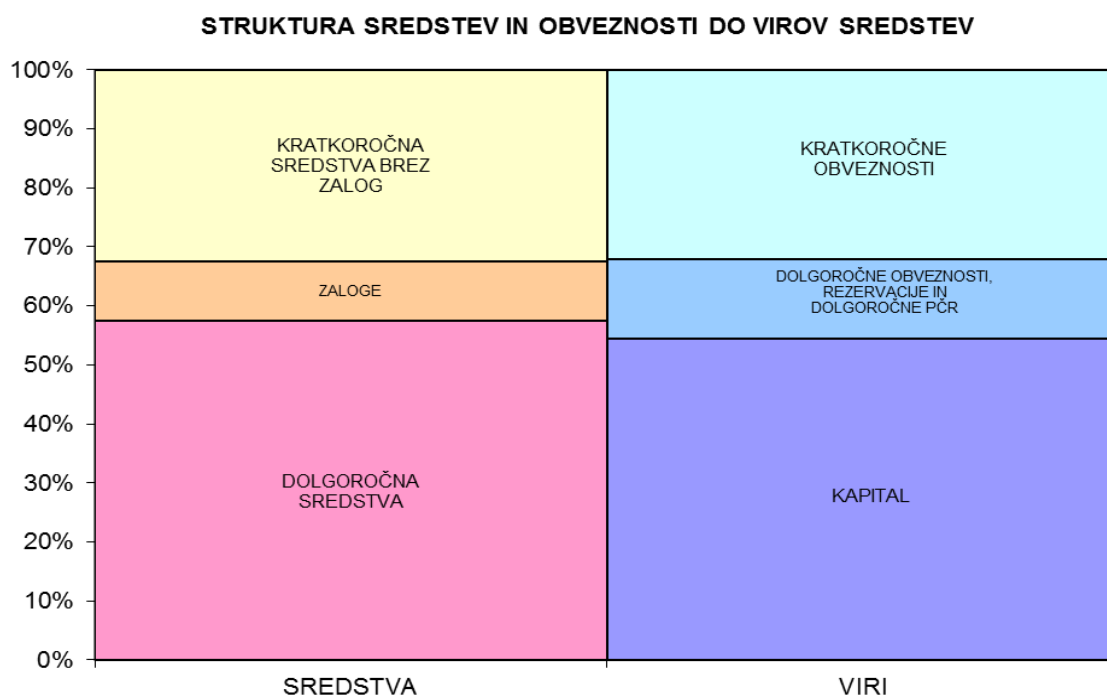 STRUKTURA SREDSTEV IN OBVEZNOSTI DO VIROV SREDSTEV
100%
90%
80%
70%
60%
50%
40%
30%
20%
10%
0%
KRATKOROČNA
SREDSTVA BREZ
ZALOG
ZALOGE
DOLGOROČNA
SREDSTVA
KRATKOROČNE
OBVEZNOSTI
DOLGOROČNE OBVEZNOSTI,
REZERVACIJE IN
DOLGOROČNE PČR
KAPITAL
SREDSTVA
VIRI